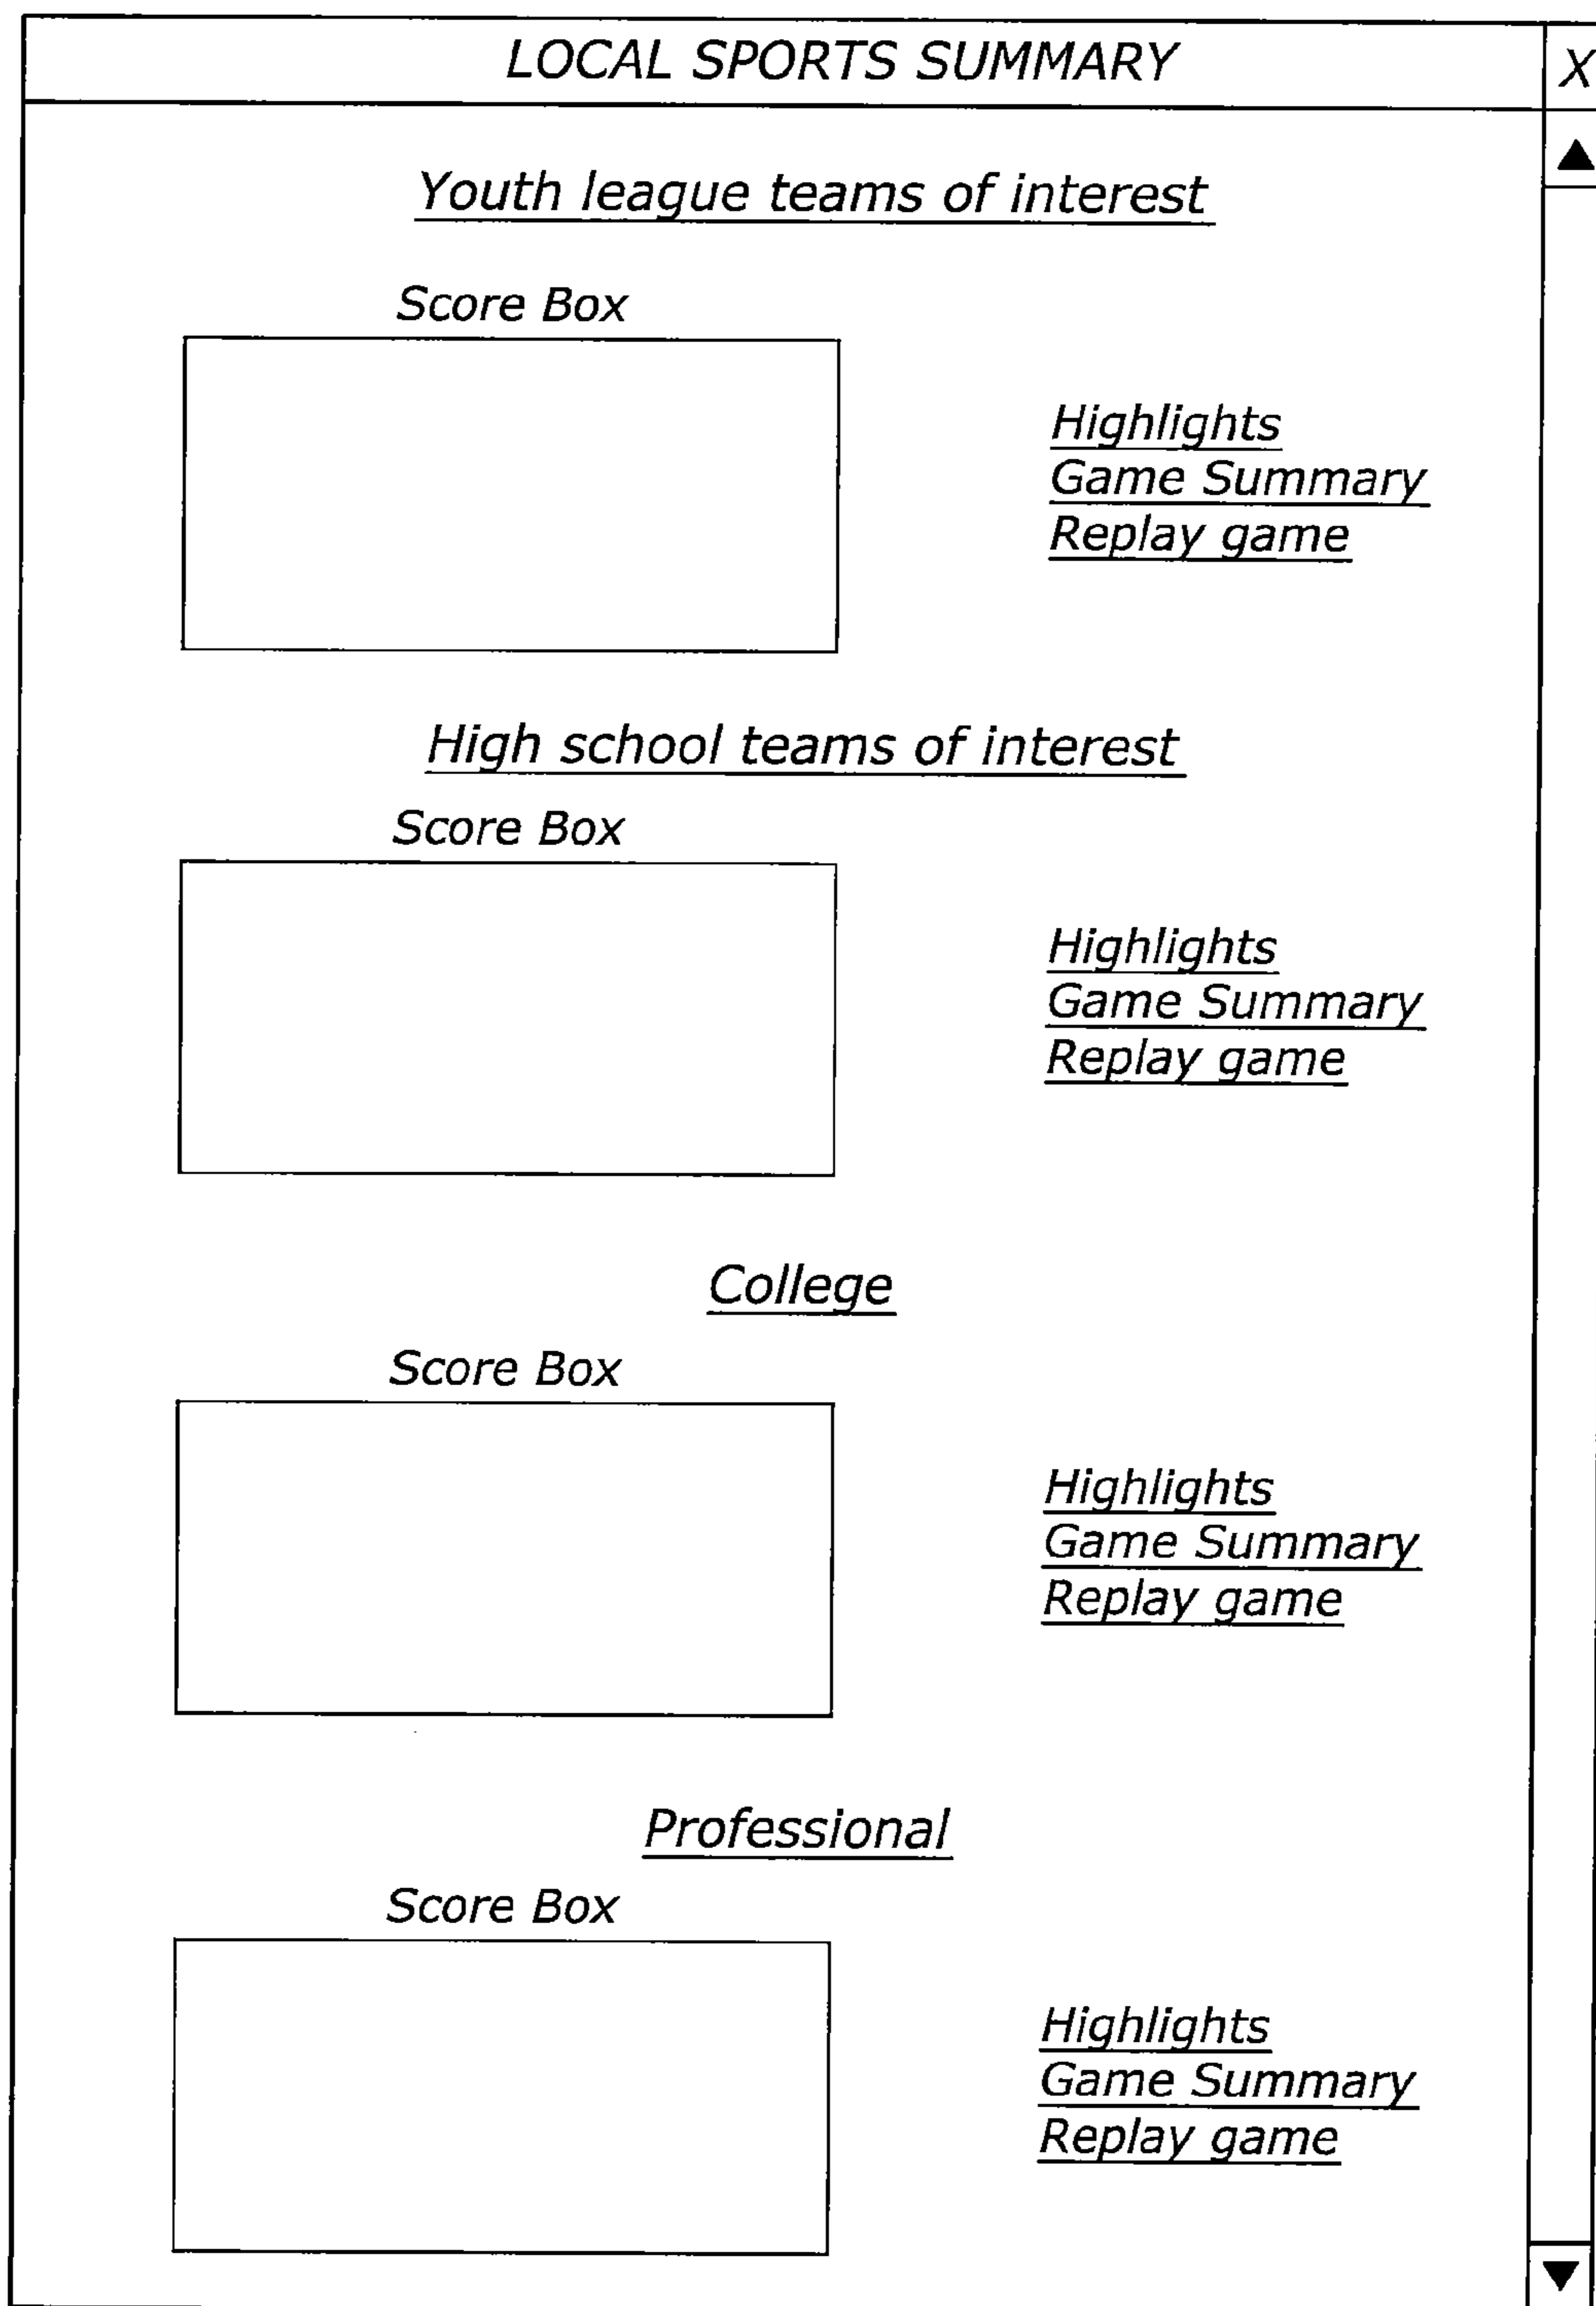 LOCAL SPORTS SUMMARY
X
Youth league teams of interest
Score Box
Highlights
Game Summary
Replay game
High school teams of interest
Score Box
Highlights
Game Summary
Replay game
College
Score Box
Highlights
Game Summary
Replay game
Professional
Score Box
Highlights
Game Summary
Replay game